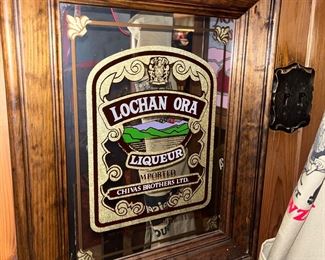 LOCHAN ORA
LIQUEUR
IMPORTED
CHIVAS BROTHERS LTD.